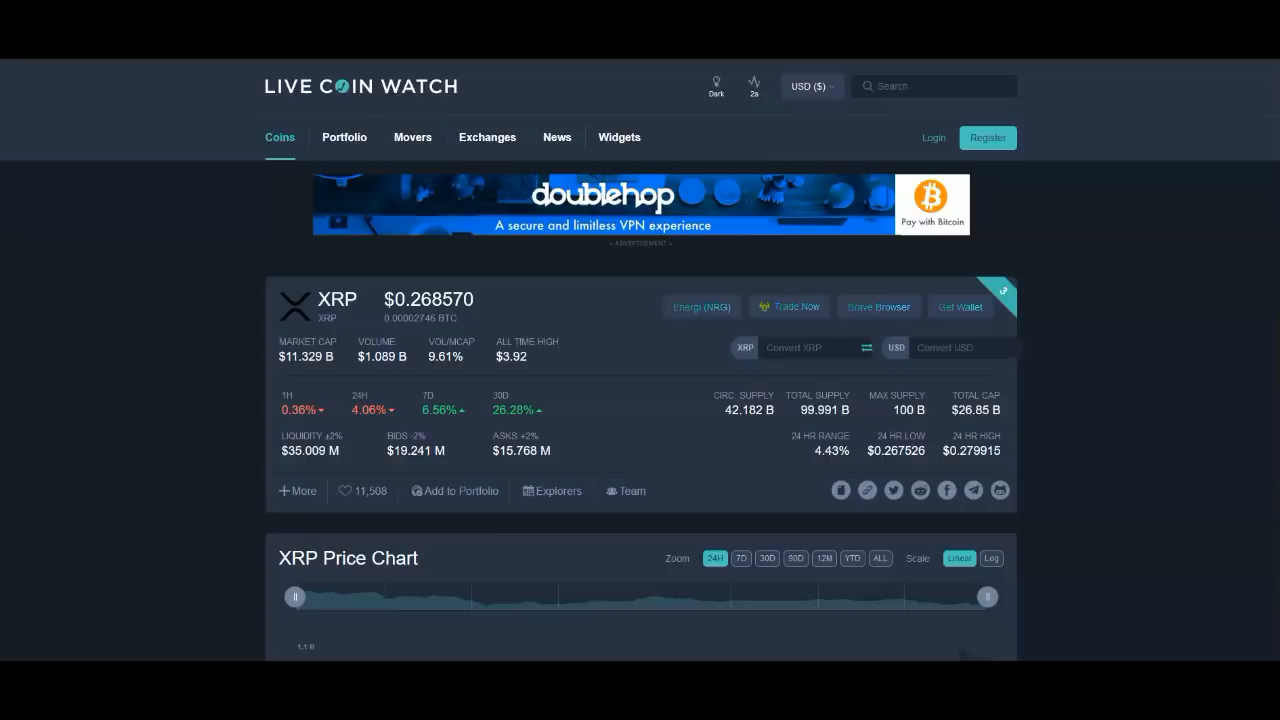 LIVE COIN WATCH
Dark
2s
USD ($)
Search...
Coins
Portfolio
Movers
Exchanges
News
Widgets
Login
Register
doublehop
A secure and limitless VPN experience
Pay with Bitcoin
- ADVERTISEMENT -
XRP
XRP
$0.268570
0.00002746 BTC
3
Energi (NRG)
Trade Now
Brave Browser
Get Wallet
MARKET CAP
$11.329 B
VOLUME
$1.089 B
VOL/MCAP
9.61%
ALL TIME HIGH
$3.92
XRP
Convert XRP
USD
Convert USD
1H
0.36%
24H
4.06%
7D
6.56%
30D
26.28%
CIRC. SUPPLY
42.182 B
TOTAL SUPPLY
99.991 B
MAX SUPPLY
100 B
TOTAL CAP
$26.85 B
LIQUIDITY ±2%
$35.009 M
BIDS -2%
$19.241 M
ASKS +2%
$15.768 M
24 HR RANGE
4.43%
24 HR LOW
$0.267526
24 HR HIGH
$0.279915
More
11,508
Add to Portfolio
Explorers
Team
XRP Price Chart
Zoom
24H
7D
30D
90D
12M
YTD
ALL
Scale
Linear
Log
1.1 B